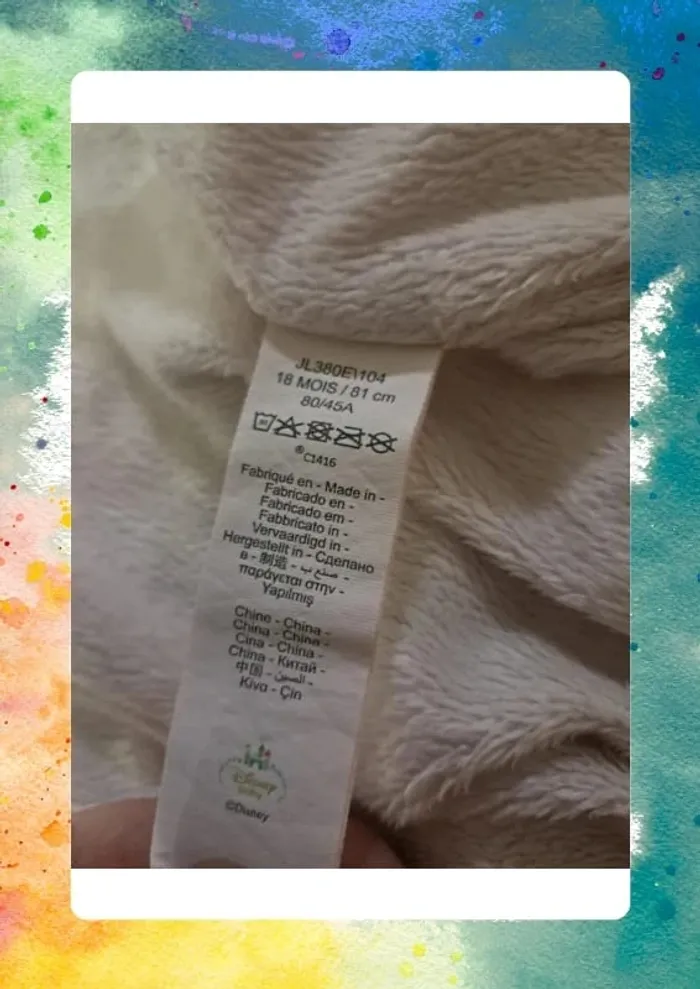 JL380E\104
18 MOIS / 81 cm
80/45A
®C1416
Fabriqué en - Made in -
Fabricado en -
Fabricado em -
Fabbricato in -
Vervaardigd in -
Hergestellt in - Сделано
в - 制造 - صنع ب -
παράγεται στην -
Yapılmış
Chine - China -
China - China -
Cina - China -
China - Китай -
中国 - الصين -
Κίνα - Çin
Disney
baby
©Disney